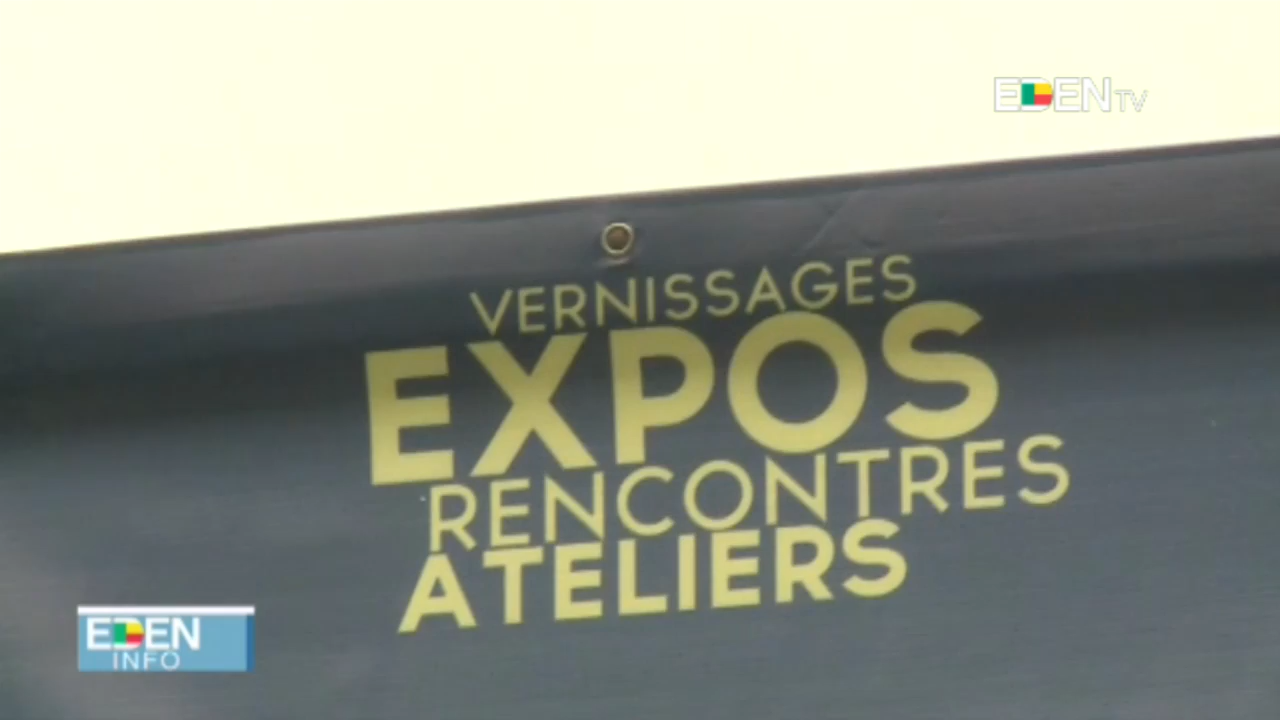 EDEN TV
VERNISSAGES
EXPOS
RENCONTRES
ATELIERS
EDEN
INFO